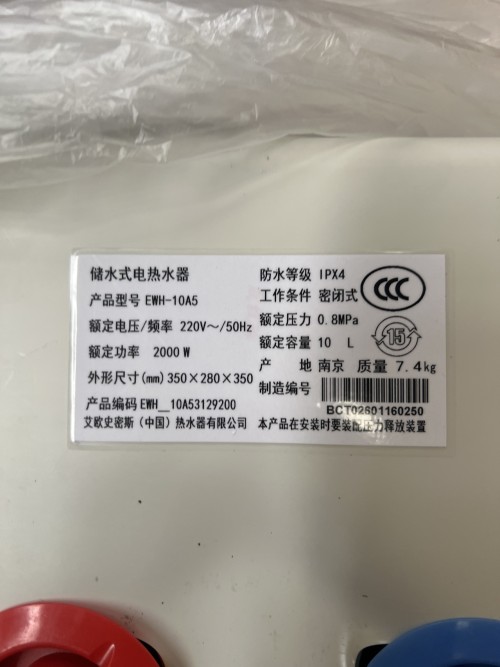 储水式电热水器
产品型号 EWH-10A5
额定电压/频率 220V～/50Hz
额定功率 2000 W
外形尺寸(mm) 350×280×350
产品编码 EWH__10A53129200
艾欧史密斯（中国）热水器有限公司
防水等级 IPX4
工作条件 密闭式
额定压力 0.8MPa
额定容量 10 L
产 地 南京 质量 7.4kg
制造编号
BCT02601160250
本产品在安装时要装配压力释放装置
CCC
15